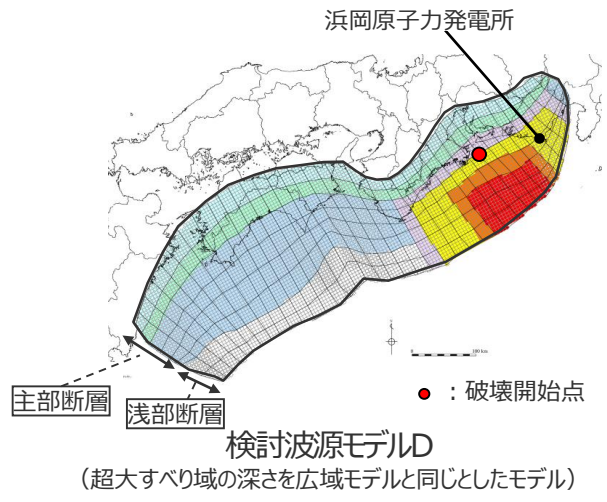 浜岡原子力発電所
100 km
主部断層
浅部断層
：破壊開始点
検討波源モデルD
（超大すべり域の深さを広域モデルと同じとしたモデル）